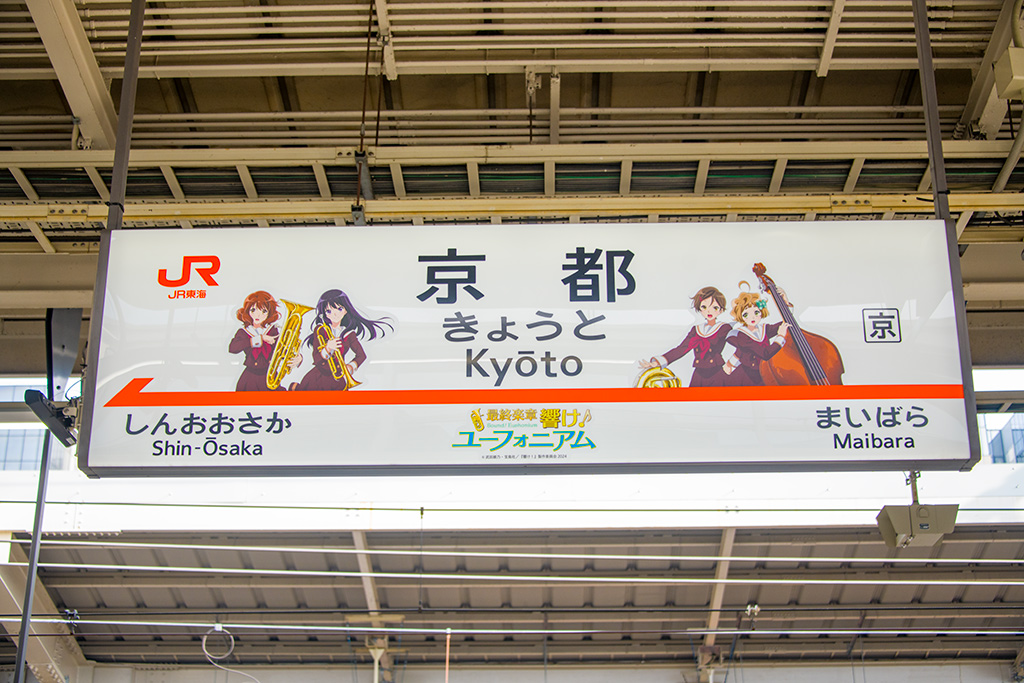 JR
JR東海
京都
きょうと
Kyōto
京
しんおおさか
Shin-Ōsaka
最終楽章 響け!
Sound! Euphonium
ユーフォニアム
まいばら
Maibara